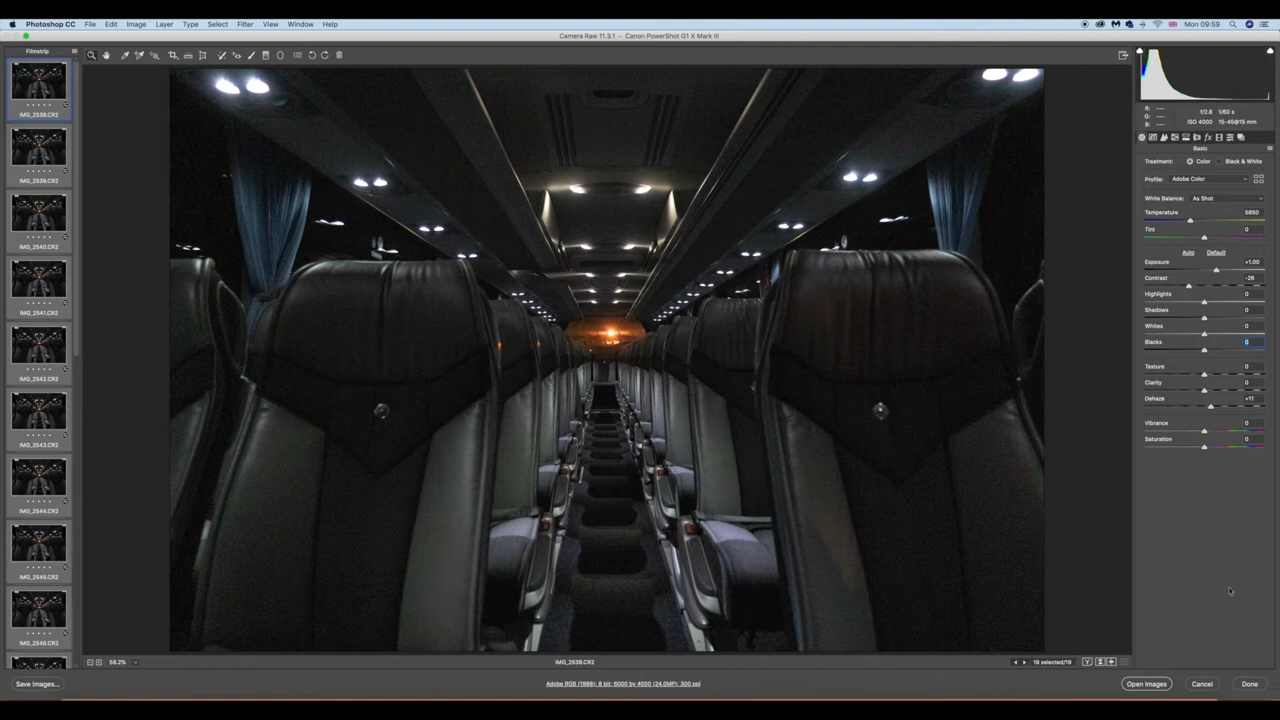 Photoshop CC File Edit Image Layer Type Select Filter View Window Help Mon 09:59
Camera Raw 11.3.1 - Canon PowerShot G1 X Mark III
Filmstrip
IMG_2538.CR2
IMG_2539.CR2
IMG_2540.CR2
IMG_2541.CR2
IMG_2542.CR2
IMG_2543.CR2
IMG_2544.CR2
IMG_2545.CR2
IMG_2546.CR2
R: ---
G: ---
B: ---
f/2.8 1/60 s
ISO 4000 15-45@15 mm
Basic
Treatment: Color Black & White
Profile: Adobe Color
White Balance: As Shot
Temperature 5850
Tint 0
Auto Default
Exposure +1.00
Contrast -26
Highlights 0
Shadows 0
Whites 0
Blacks 0
Texture 0
Clarity 0
Dehaze +11
Vibrance 0
Saturation 0
58.2% IMG_2538.CR2 19 selected/19 Y
Save Images... Adobe RGB (1998); 8 bit; 6000 by 4000 (24.0MP); 300 ppi Open Images Cancel Done